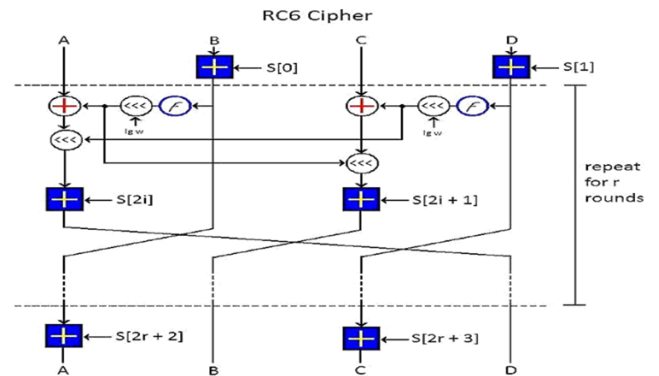 RC6 Cipher
A B C D
S[0] S[1]
<<< f <<< f
lg w lg w
<<< <<<
S[2i] S[2i + 1]
repeat
for r
rounds
S[2r + 2] S[2r + 3]
A B C D